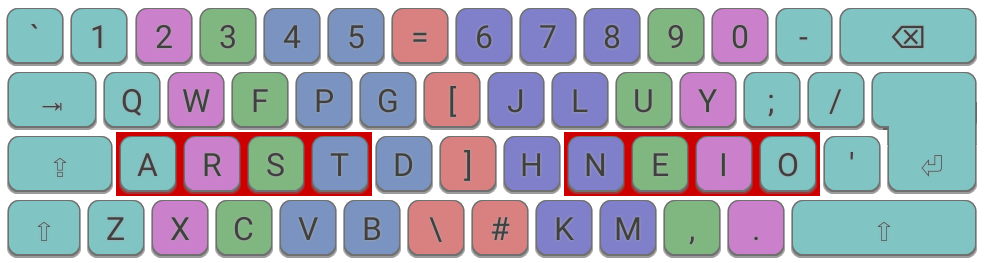 ` 1 2 3 4 5 = 6 7 8 9 0 - ⌫
⇥ Q W F P G [ J L U Y ; /
⇪ A R S T D ] H N E I O ' ⏎
⇧ Z X C V B \ # K M , . ⇧